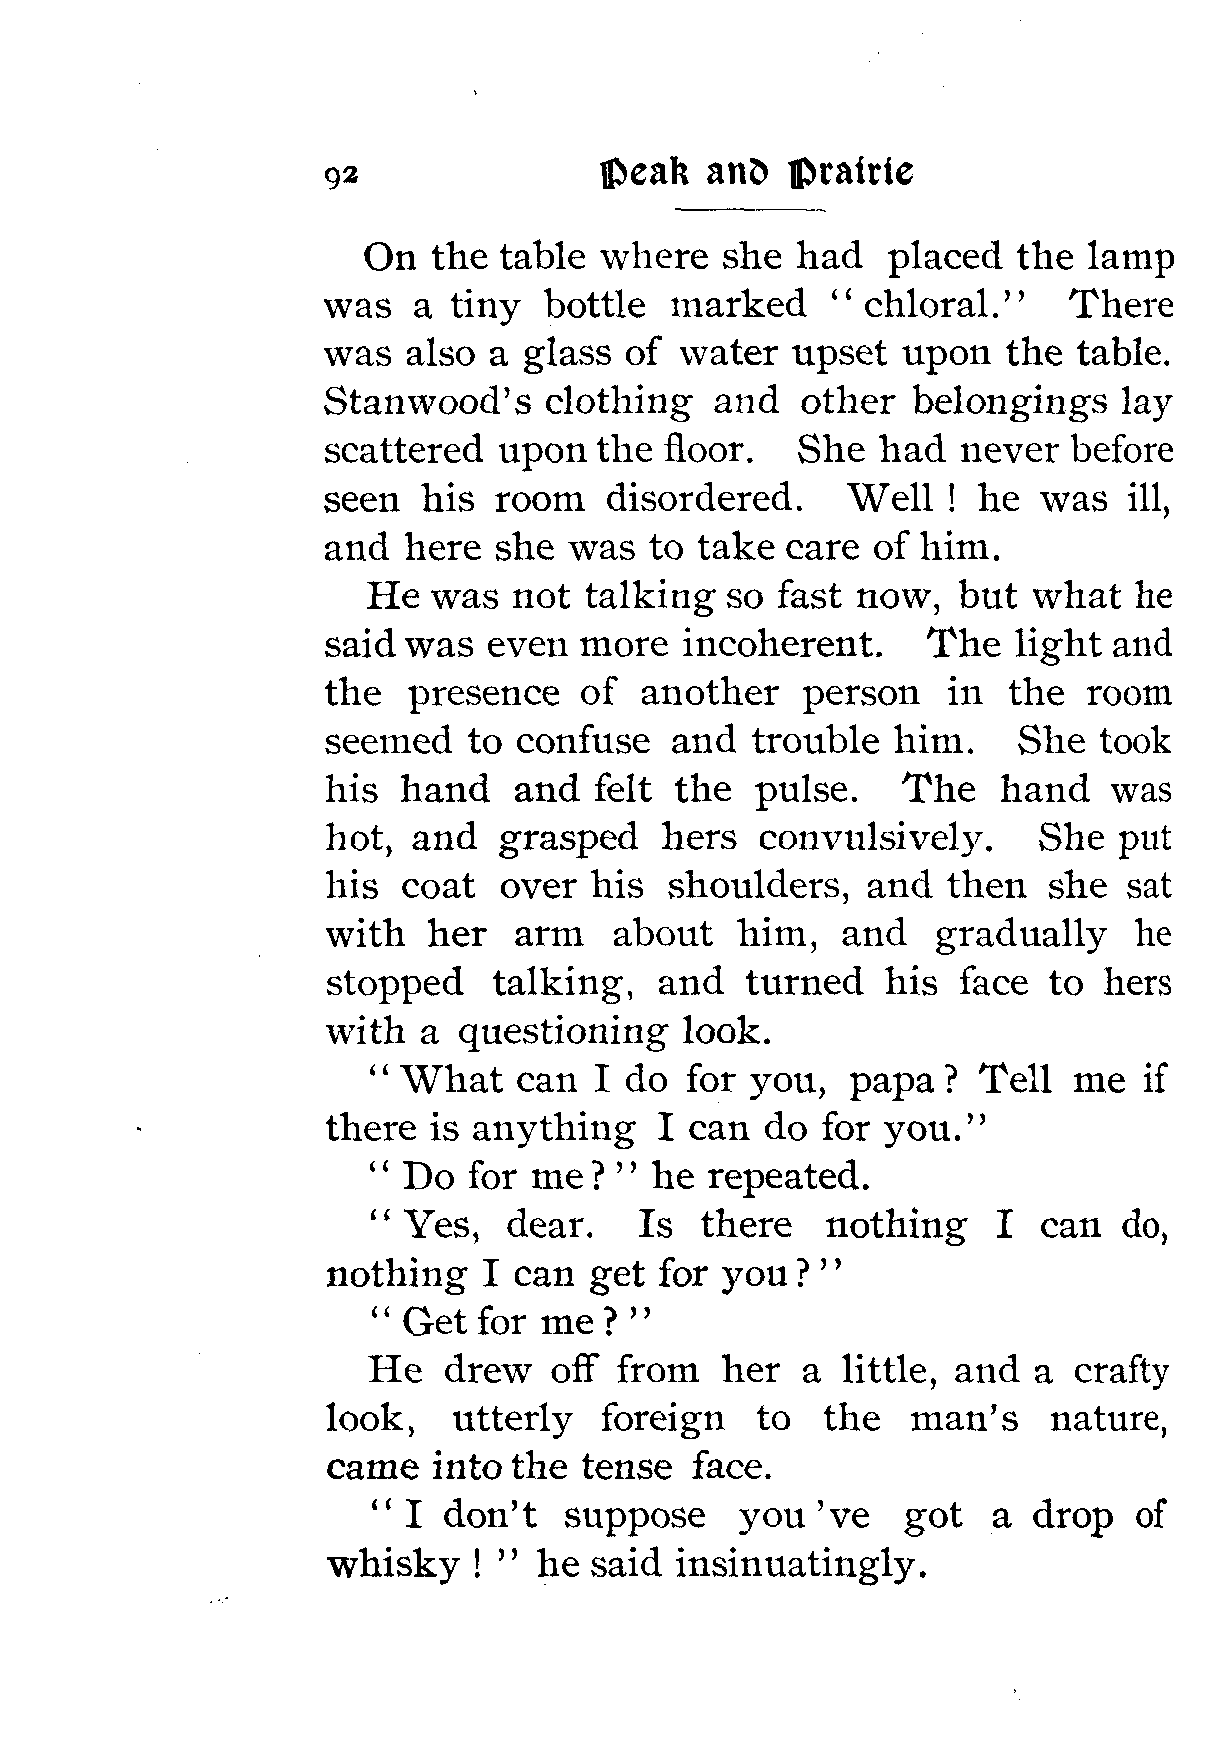 92 Peak and Prairie
On the table where she had placed the lamp
was a tiny bottle marked “ chloral.” There
was also a glass of water upset upon the table.
Stanwood’s clothing and other belongings lay
scattered upon the floor. She had never before
seen his room disordered. Well ! he was ill,
and here she was to take care of him.
He was not talking so fast now, but what he
said was even more incoherent. The light and
the presence of another person in the room
seemed to confuse and trouble him. She took
his hand and felt the pulse. The hand was
hot, and grasped hers convulsively. She put
his coat over his shoulders, and then she sat
with her arm about him, and gradually he
stopped talking, and turned his face to hers
with a questioning look.
“ What can I do for you, papa ? Tell me if
there is anything I can do for you.”
“ Do for me ? ” he repeated.
“ Yes, dear. Is there nothing I can do,
nothing I can get for you ? ”
“ Get for me ? ”
He drew off from her a little, and a crafty
look, utterly foreign to the man’s nature,
came into the tense face.
“ I don’t suppose you ’ve got a drop of
whisky ! ” he said insinuatingly.